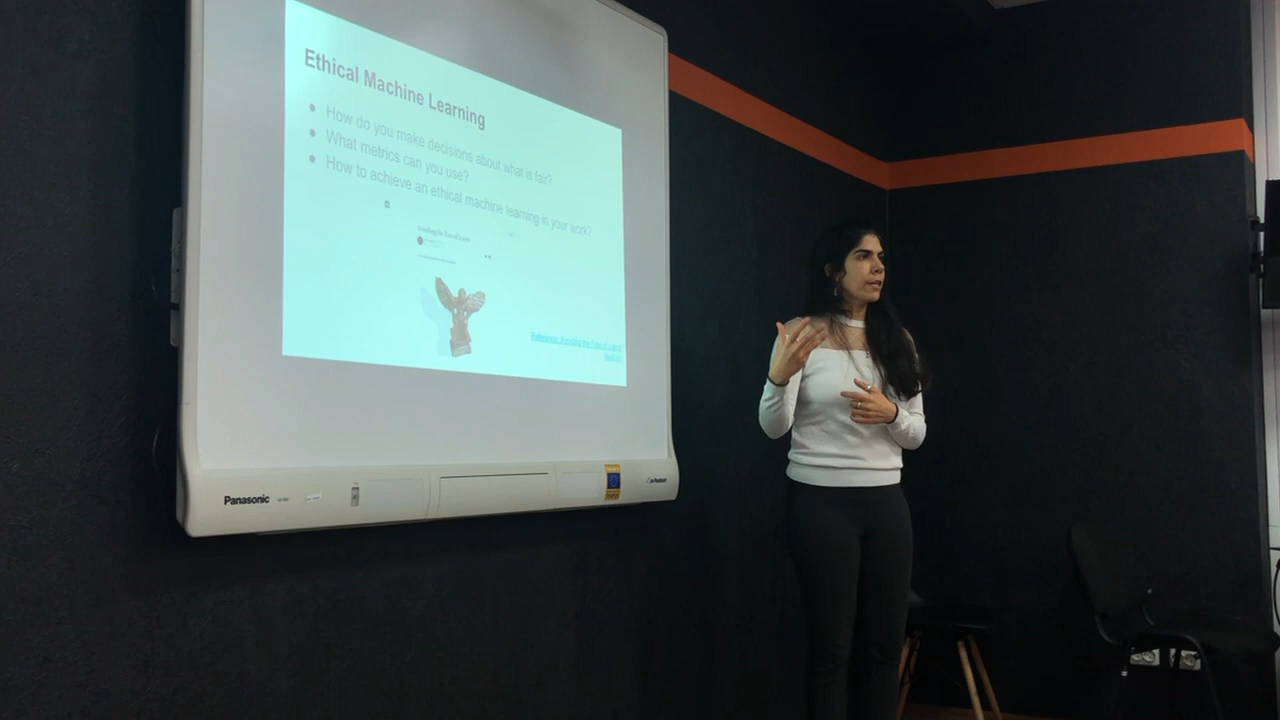 Ethical Machine Learning
How do you make decisions about what is fair?
What metrics can you use?
How to achieve an ethical machine learning in your work?
Panasonic